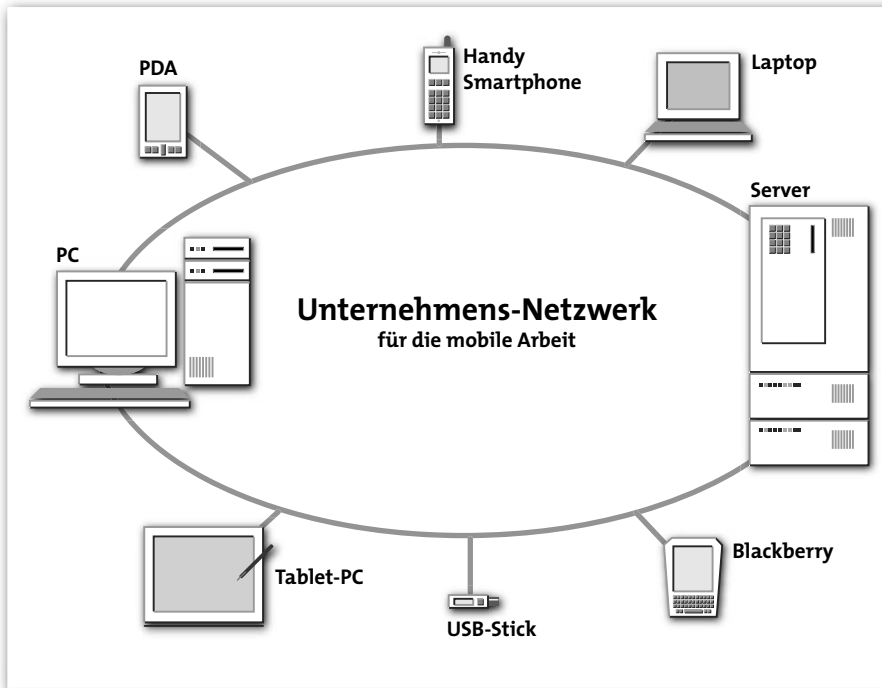 PDA
Handy
Smartphone
Laptop
Server
PC
Unternehmens-Netzwerk
für die mobile Arbeit
Tablet-PC
USB-Stick
Blackberry